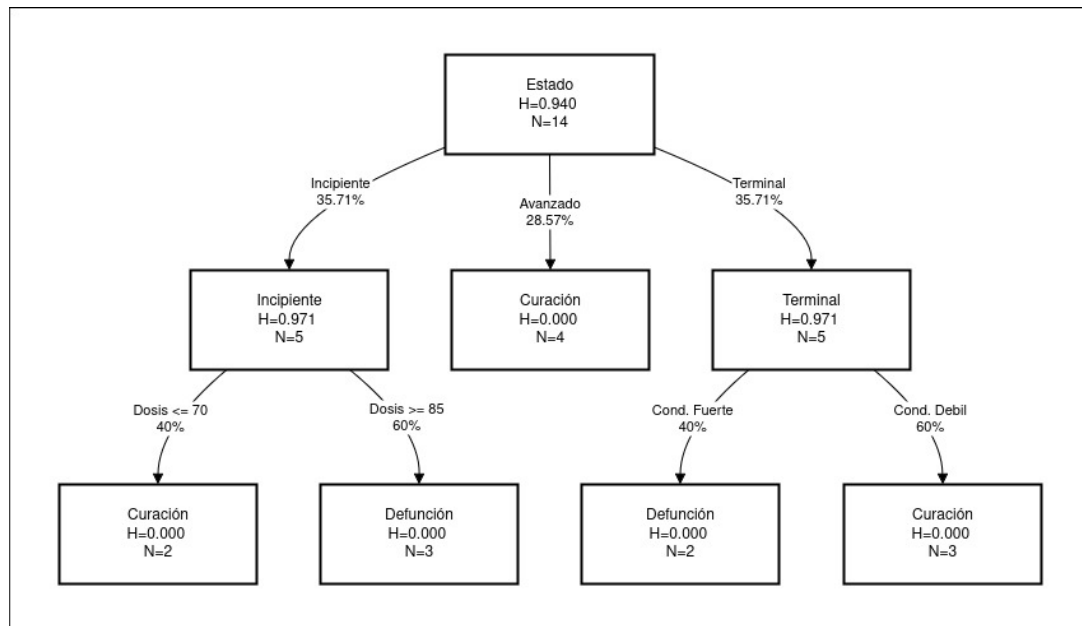 Estado
H=0.940
N=14
Incipiente
35.71%
Avanzado
28.57%
Terminal
35.71%
Incipiente
H=0.971
N=5
Curación
H=0.000
N=4
Terminal
H=0.971
N=5
Dosis <= 70
40%
Dosis >= 85
60%
Cond. Fuerte
40%
Cond. Debil
60%
Curación
H=0.000
N=2
Defunción
H=0.000
N=3
Defunción
H=0.000
N=2
Curación
H=0.000
N=3